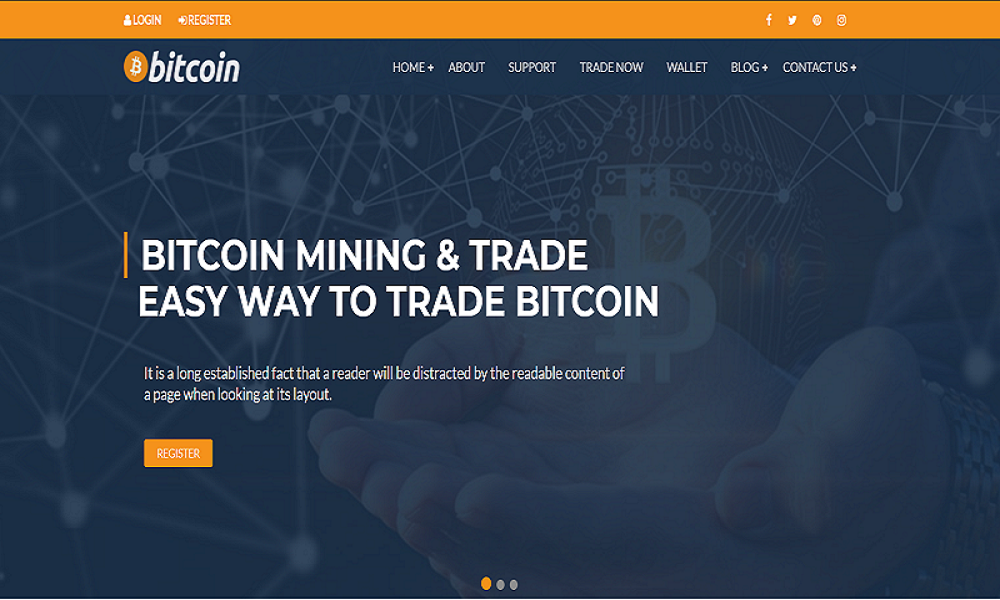 LOGIN REGISTER
bitcoin
HOME + ABOUT SUPPORT TRADE NOW WALLET BLOG + CONTACT US +
BITCOIN MINING & TRADE
EASY WAY TO TRADE BITCOIN
It is a long established fact that a reader will be distracted by the readable content of
a page when looking at its layout.
REGISTER